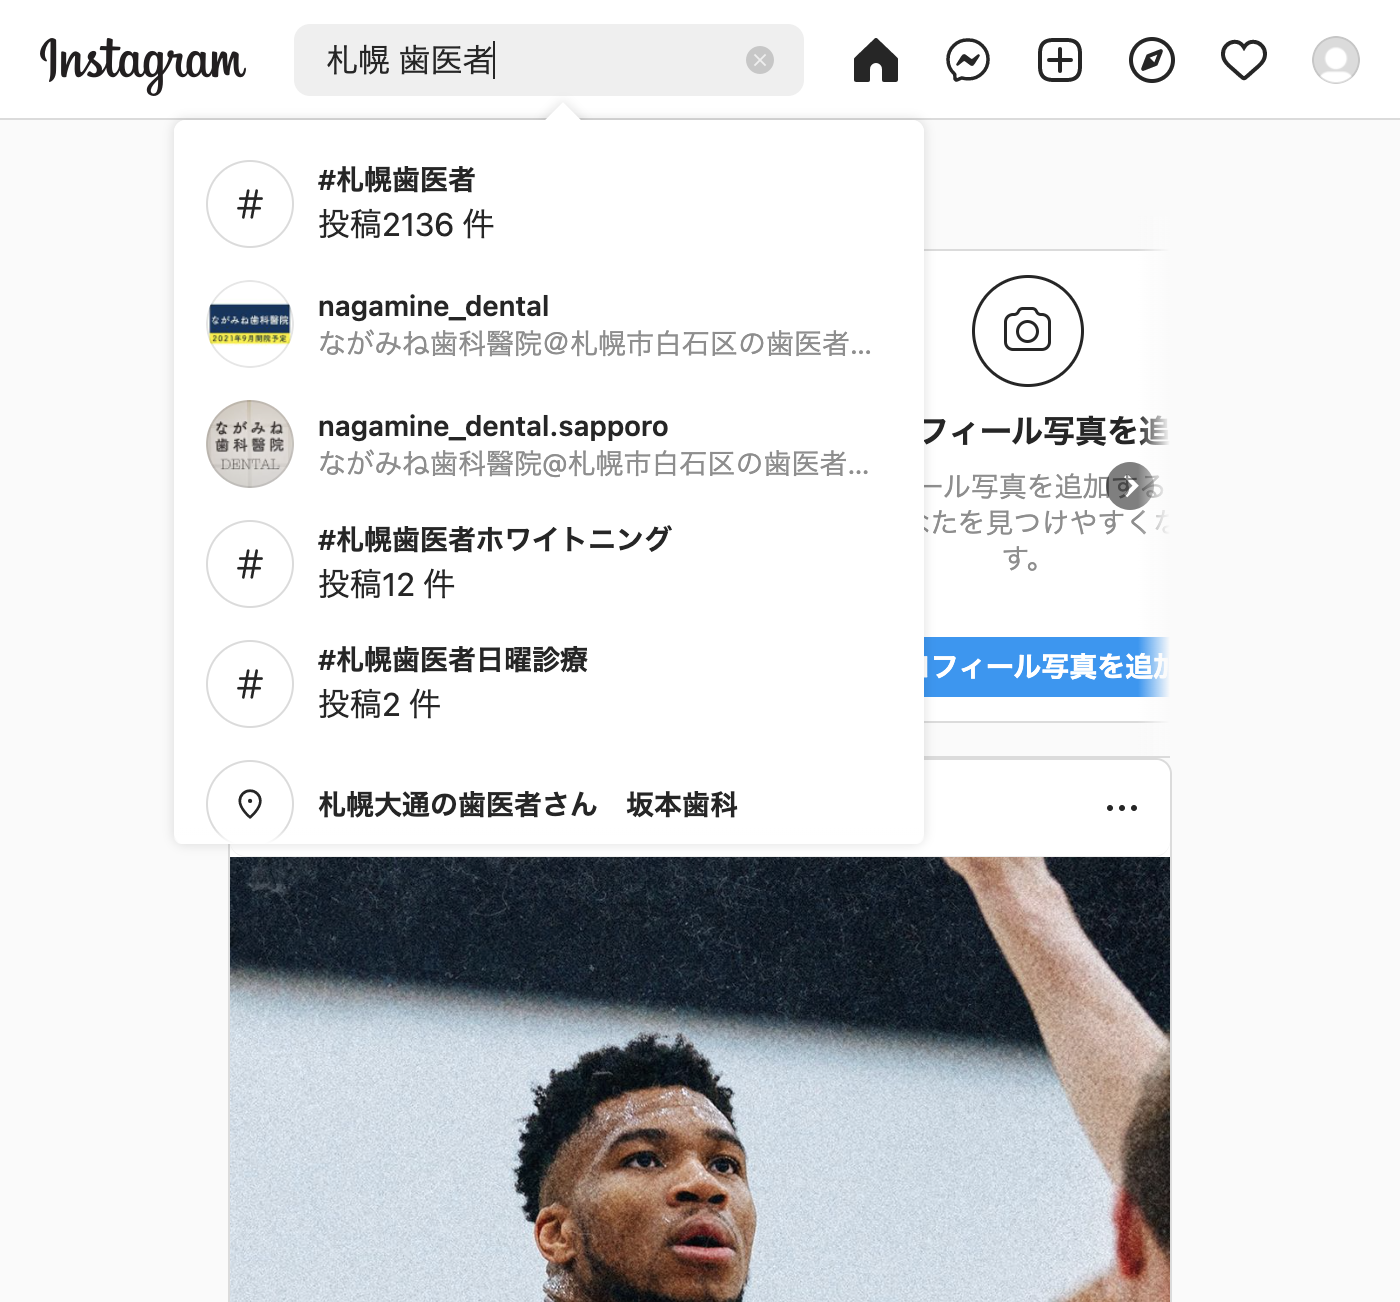 Instagram
札幌 歯医者
#札幌歯医者
投稿2136 件
ながみね歯科醫院
2021年9月開院予定
nagamine_dental
ながみね歯科醫院@札幌市白石区の歯医者...
ながみね
歯科醫院
DENTAL
nagamine_dental.sapporo
ながみね歯科醫院@札幌市白石区の歯医者...
#札幌歯医者ホワイトニング
投稿12 件
#札幌歯医者日曜診療
投稿2 件
札幌大通の歯医者さん　坂本歯科
フィール写真を追
ール写真を追加する
なたを見つけやすくな
す。
ロフィール写真を追加